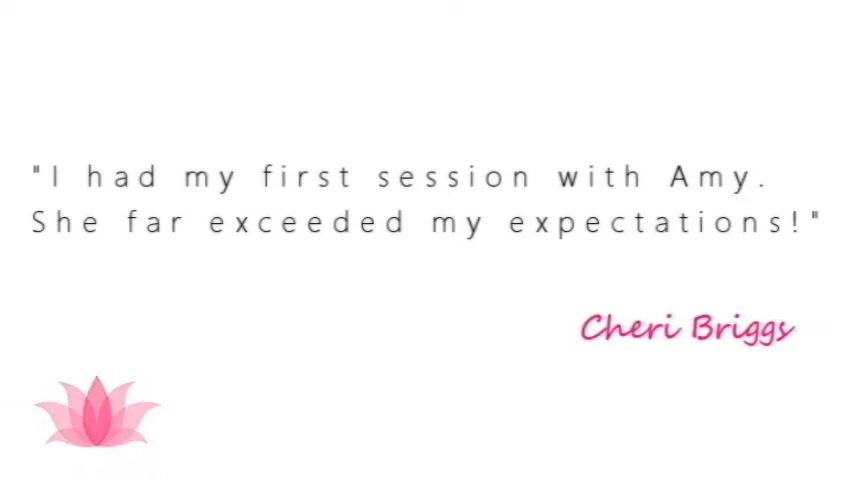 "I had my first session with Amy.
She far exceeded my expectations!"
Cheri Briggs